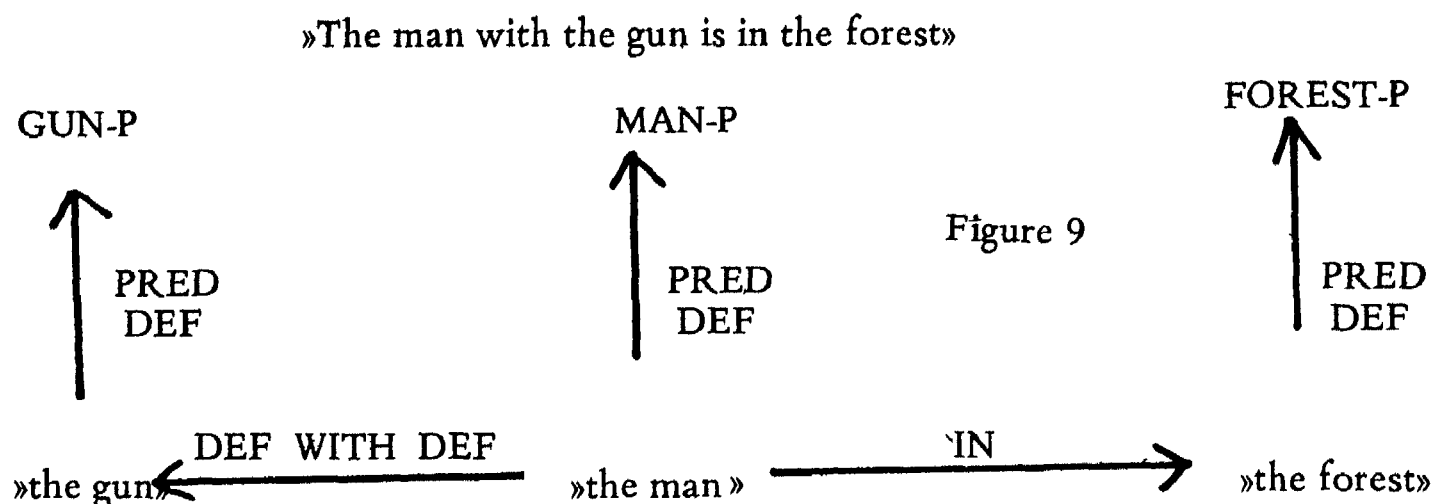 »The man with the gun is in the forest»
GUN-P
MAN-P
FOREST-P
Figure 9
PRED
DEF
PRED
DEF
PRED
DEF
DEF WITH DEF
IN
»the gun»
»the man»
»the forest»